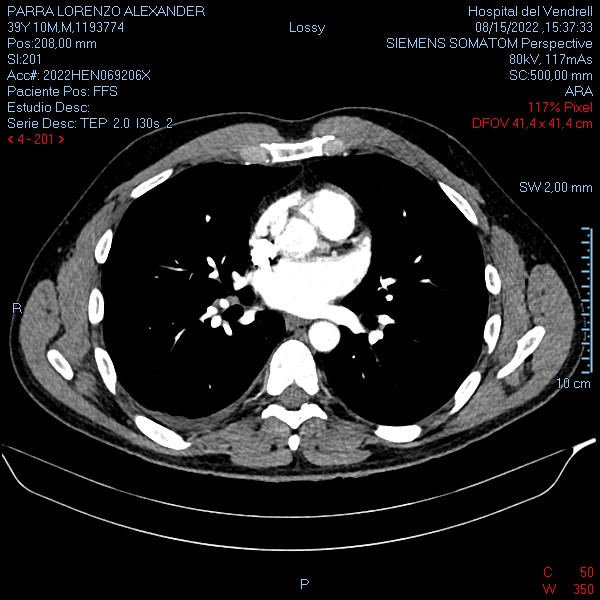 PARRA LORENZO ALEXANDER
39Y 10M,M,1193774
Pos:208,00 mm
SI:201
Acc#: 2022HEN069206X
Paciente Pos: FFS
Estudio Desc:
Serie Desc: TEP 2.0 I30s 2
< 4 - 201 >
Lossy
Hospital del Vendrell
08/15/2022 ,15:37:33
SIEMENS SOMATOM Perspective
80kV, 117mAs
SC:500,00 mm
ARA
117% Pixel
DFOV 41,4 x 41,4 cm
SW 2,00 mm
R
10 cm
P
C 50
W 350